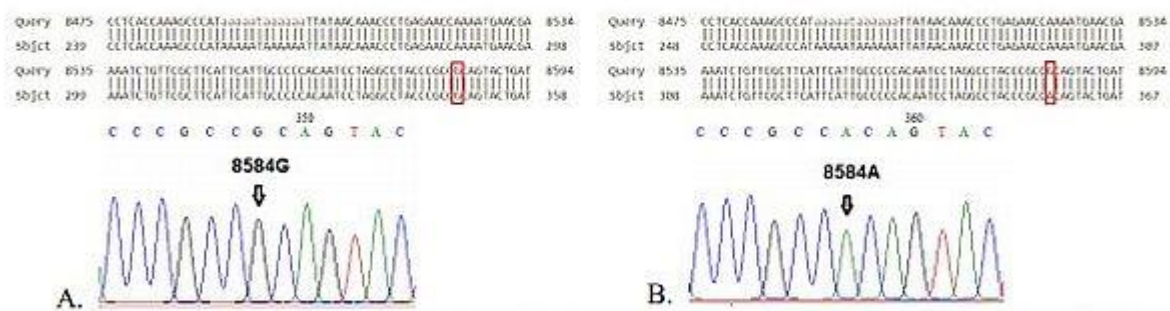 Query 8475 CCTCACCAAAGCCCATaaaaataaaaaaTTATAACAAACCCTGAGAACCAAAATGAACGA 8534
Sbjct 239 CCTCACCAAAGCCCATAAAAATAAAAAATTATAACAAACCCTGAGAACCAAAATGAACGA 298
Query 8535 AAATCTGTTCGCTTCATTCATTGCCCCCACAATCCTAGGCCTACCCGCCGCAGTACTGAT 8594
Sbjct 299 AAATCTGTTCGCTTCATTCATTGCCCCCACAATCCTAGGCCTACCCGCCGCAGTACTGAT 358
350
C C C G C C G C A G T A C
8584G
A.
Query 8475 CCTCACCAAAGCCCATaaaaataaaaaaTTATAACAAACCCTGAGAACCAAAATGAACGA 8534
Sbjct 248 CCTCACCAAAGCCCATAAAAATAAAAAATTATAACAAACCCTGAGAACCAAAATGAACGA 307
Query 8535 AAATCTGTTCGCTTCATTCATTGCCCCCACAATCCTAGGCCTACCCGCCGCAGTACTGAT 8594
Sbjct 308 AAATCTGTTCGCTTCATTCATTGCCCCCACAATCCTAGGCCTACCCGCCACAGTACTGAT 367
360
C C C G C C A C A G T A C
8584A
B.